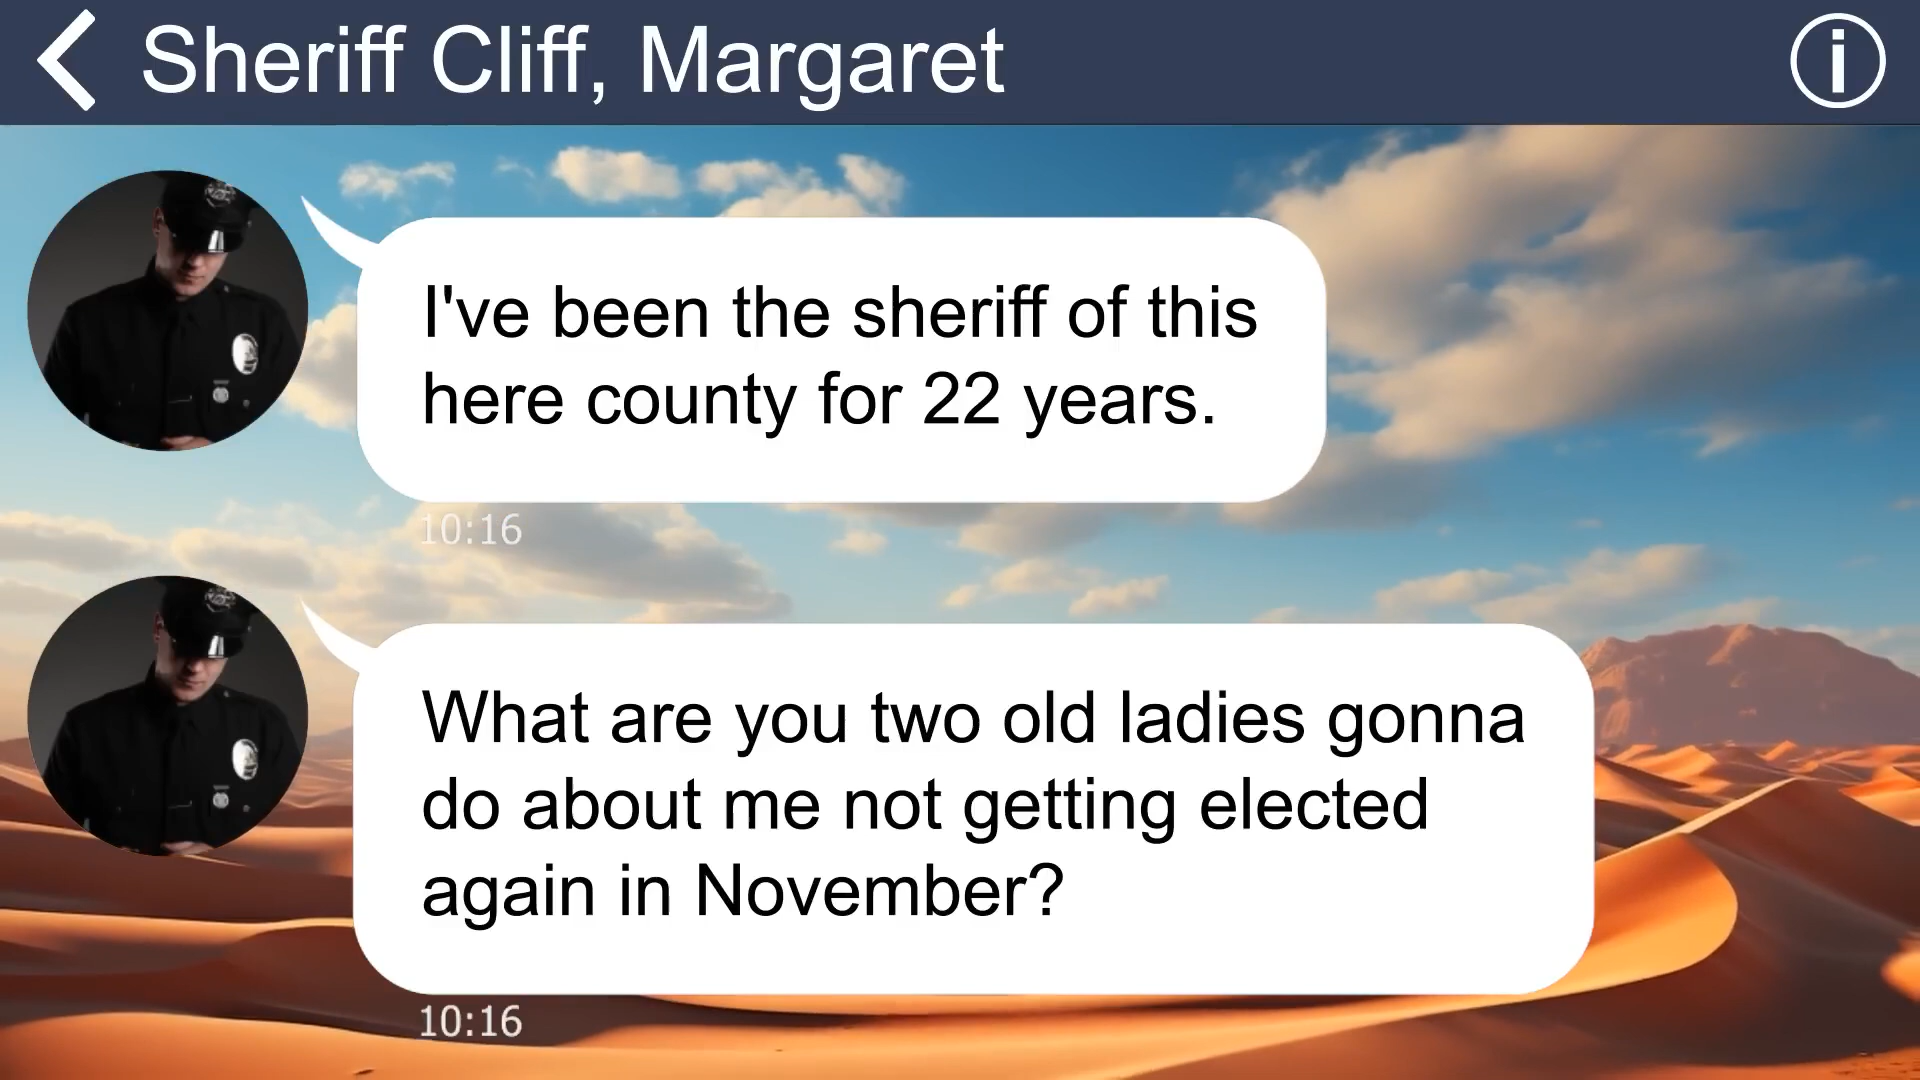 Sheriff Cliff, Margaret
I've been the sheriff of this
here county for 22 years.
10:16
What are you two old ladies gonna
do about me not getting elected
again in November?
10:16